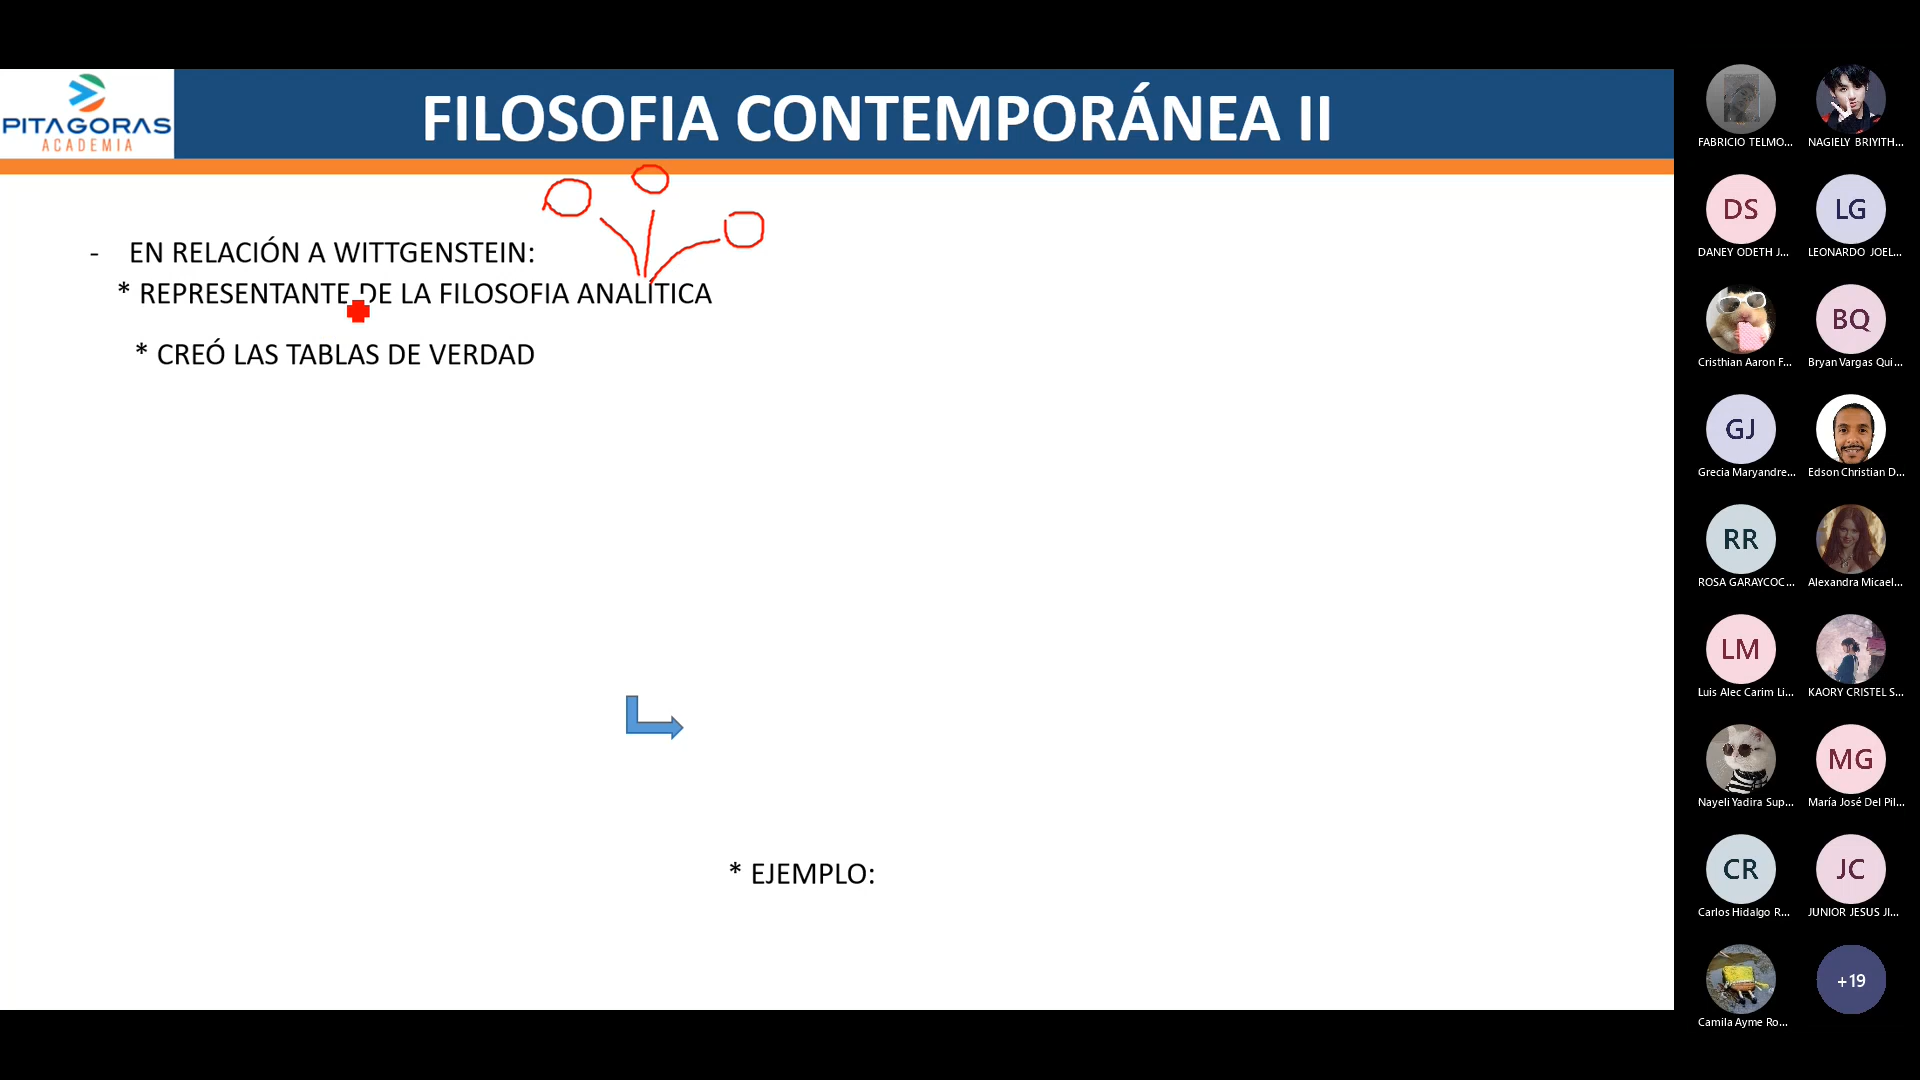 PITAGORAS
ACADEMIA
FILOSOFIA CONTEMPORÁNEA II
- EN RELACIÓN A WITTGENSTEIN:
* REPRESENTANTE DE LA FILOSOFIA ANALÍTICA
* CREÓ LAS TABLAS DE VERDAD
* EJEMPLO:
FABRICIO TELMO...
NAGIELY BRIYITH...
DS
LG
DANEY ODETH J...
LEONARDO JOEL...
BQ
Cristhian Aaron F...
Bryan Vargas Qui...
GJ
Grecia Maryandre...
Edson Christian D...
RR
ROSA GARAYCOC...
Alexandra Micael...
LM
Luis Alec Carim Li...
KAORY CRISTEL S...
MG
Nayeli Yadira Sup...
María José Del Pil...
CR
JC
Carlos Hidalgo R...
JUNIOR JESUS JI...
+19
Camila Ayme Ro...